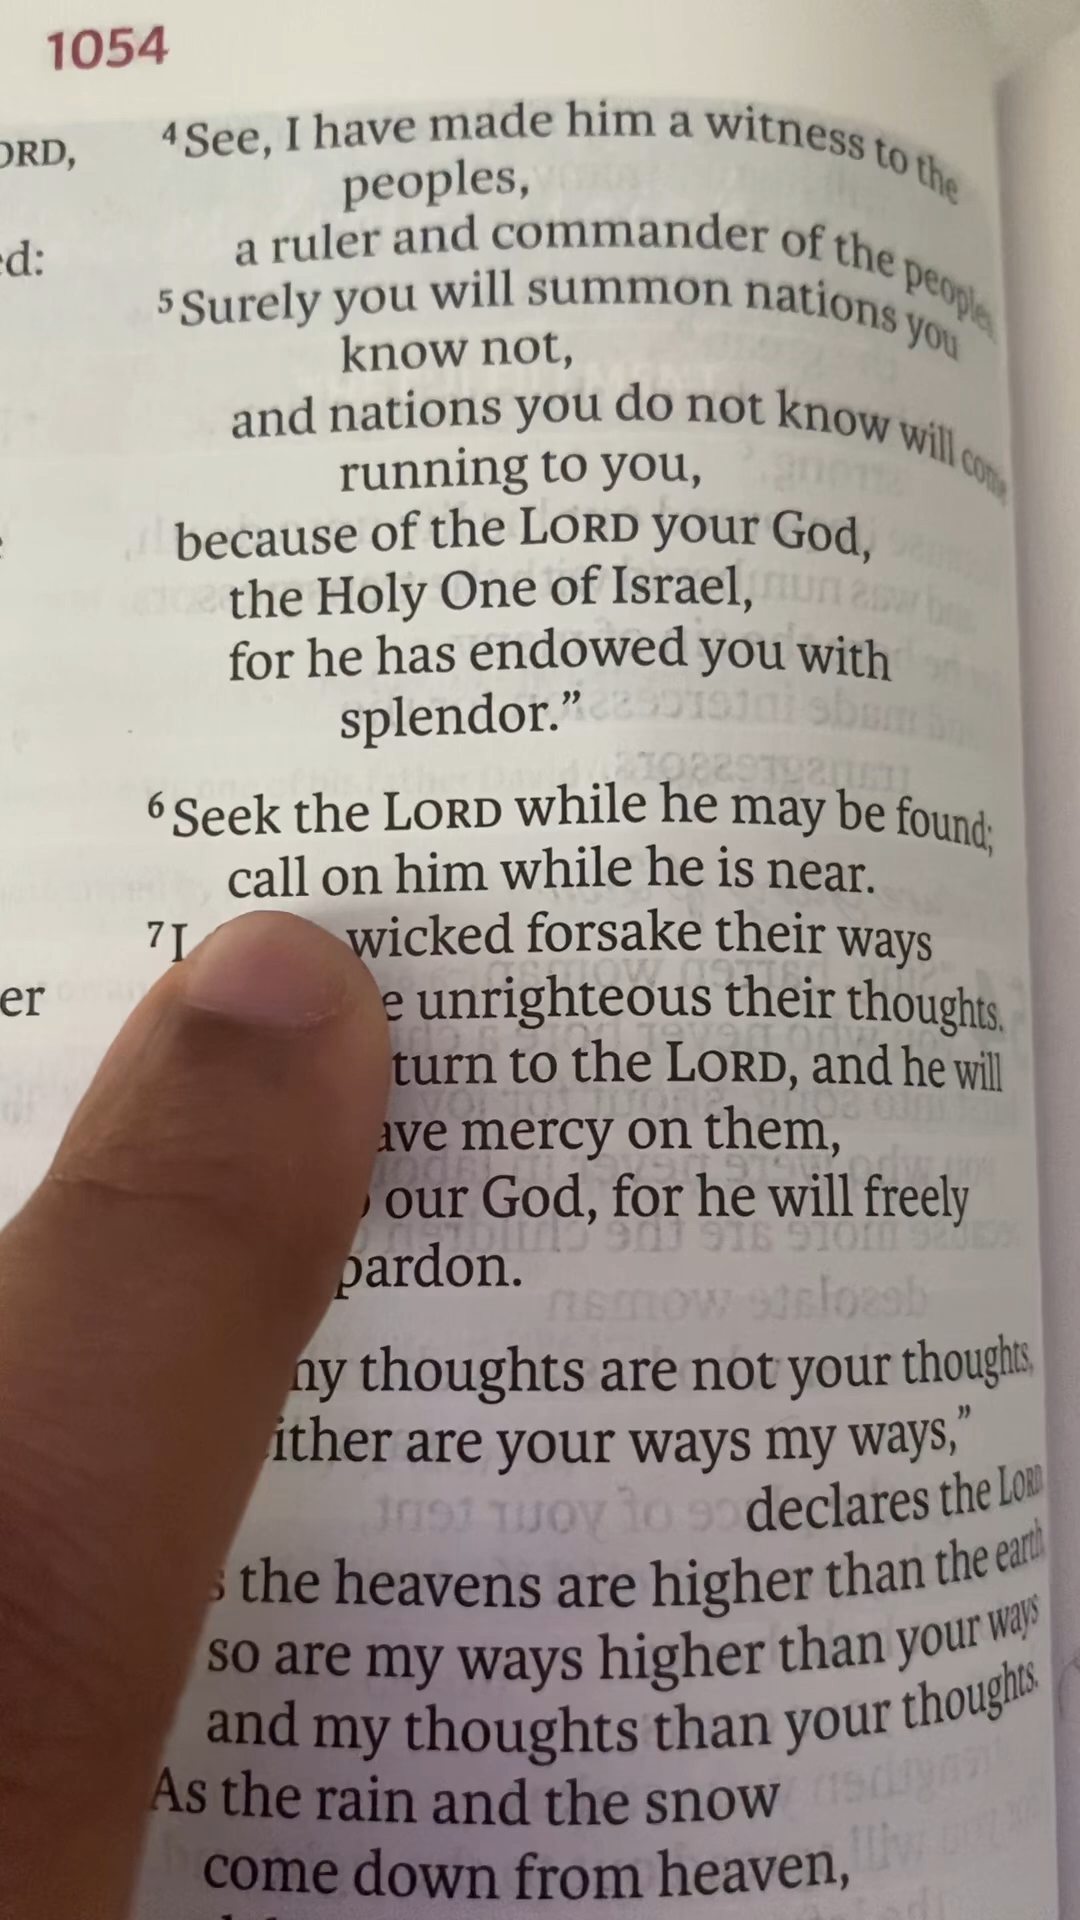 1054
ORD,
ed:
er
4 See, I have made him a witness to the
peoples,
a ruler and commander of the peoples.
5 Surely you will summon nations you
know not,
and nations you do not know will come
running to you,
because of the LORD your God,
the Holy One of Israel,
for he has endowed you with
splendor.”
6 Seek the LORD while he may be found;
call on him while he is near.
7 wicked forsake their ways
unrighteous their thoughts.
turn to the LORD, and he will
ave mercy on them,
our God, for he will freely
pardon.
my thoughts are not your thoughts,
ither are your ways my ways,”
declares the LORD
s the heavens are higher than the earth
so are my ways higher than your ways
and my thoughts than your thoughts.
As the rain and the snow
come down from heaven,